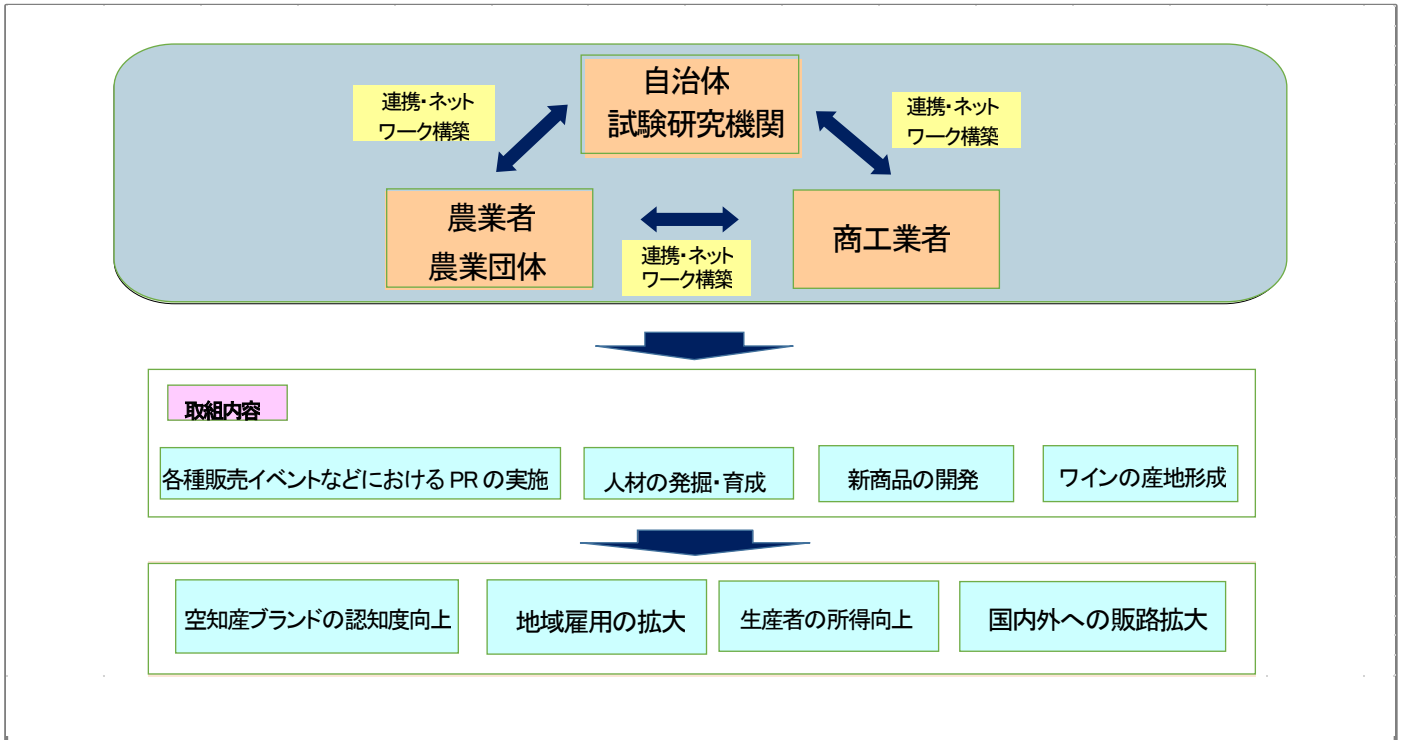 自治体
試験研究機関
連携・ネット
ワーク構築
連携・ネット
ワーク構築
農業者
農業団体
連携・ネット
ワーク構築
商工業者
取組内容
各種販売イベントなどにおける PR の実施
人材の発掘・育成
新商品の開発
ワインの産地形成
空知産ブランドの認知度向上
地域雇用の拡大
生産者の所得向上
国内外への販路拡大